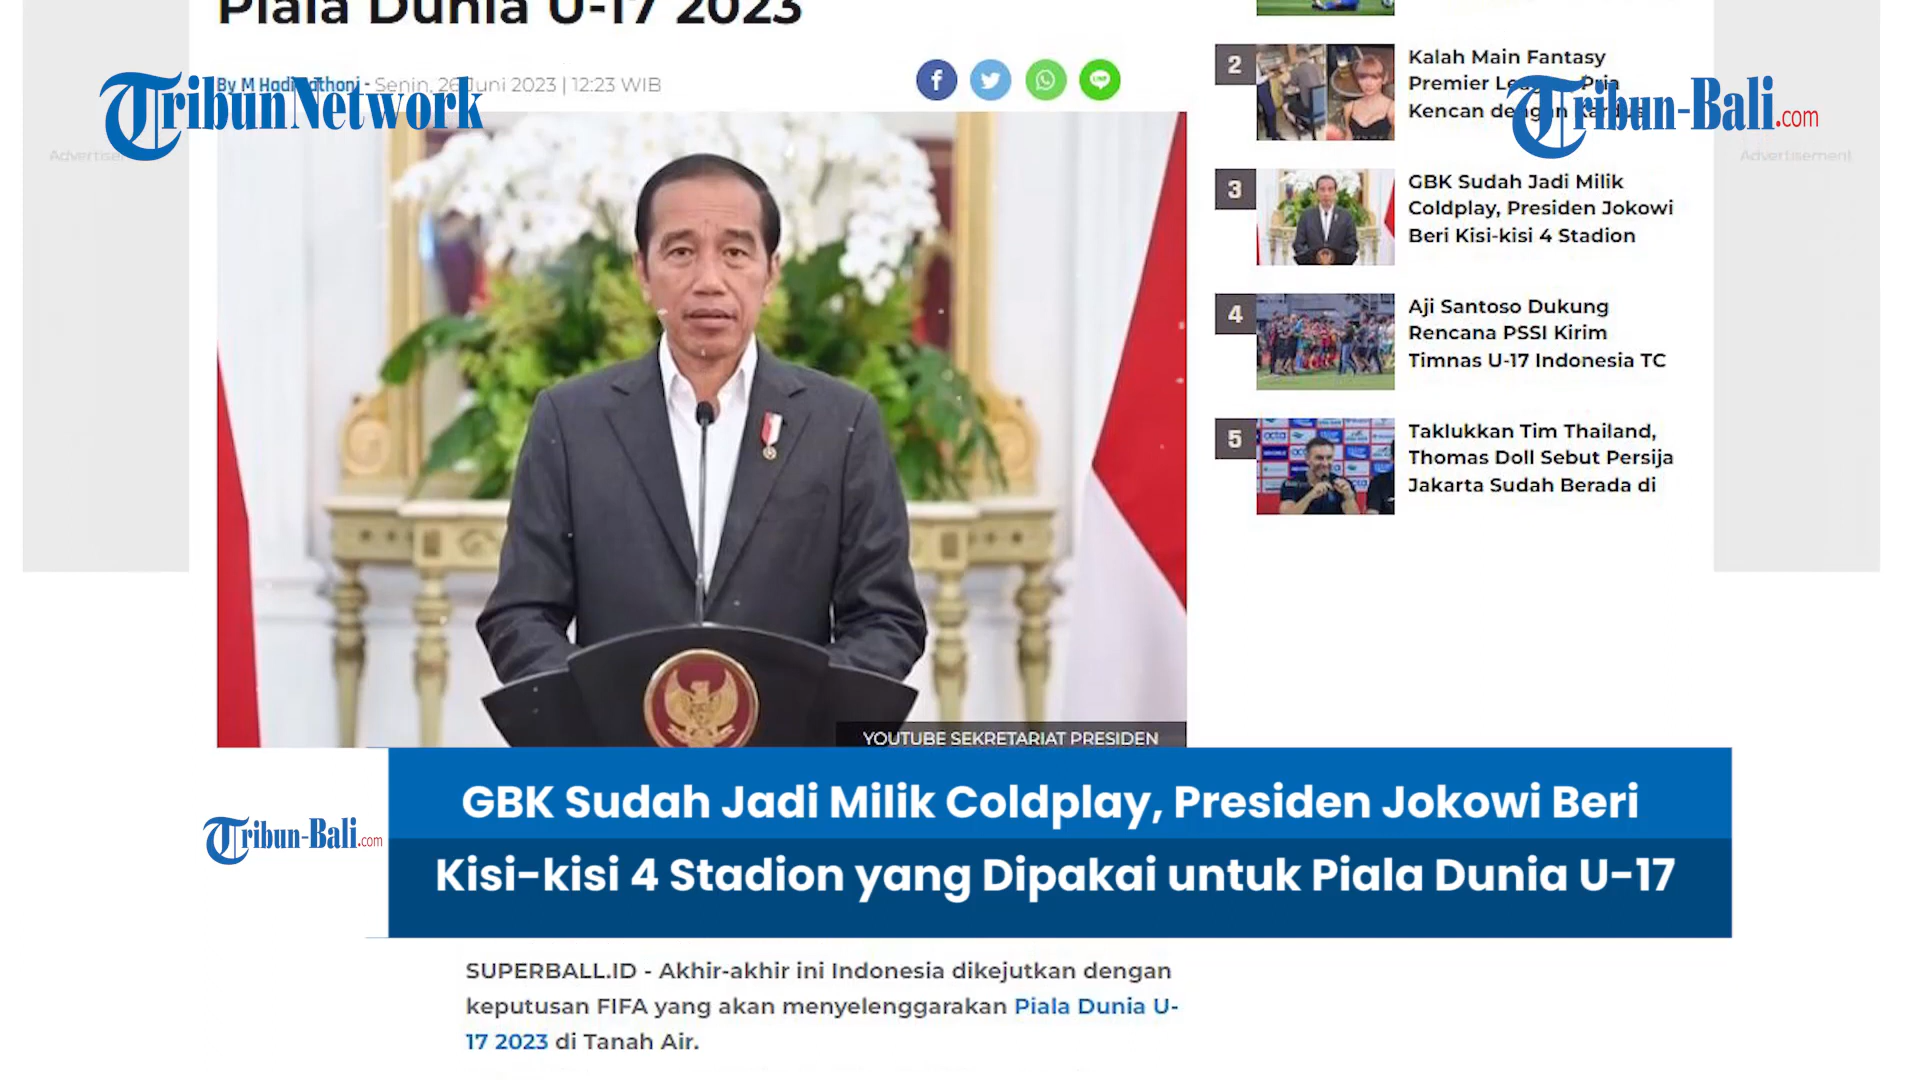 Piala Dunia U-17 2023
By M Hadi athoni - Senin, 26 Juni 2023 | 12:23 WIB
TribunNetwork
Tribun-Bali.com
Advertisement
2
Kalah Main Fantasy
Premier Pria
Kencan dengan
3
GBK Sudah Jadi Milik
Coldplay, Presiden Jokowi
Beri Kisi-kisi 4 Stadion
4
Aji Santoso Dukung
Rencana PSSI Kirim
Timnas U-17 Indonesia TC
5
Taklukkan Tim Thailand,
Thomas Doll Sebut Persija
Jakarta Sudah Berada di
YOUTUBE SEKRETARIAT PRESIDEN
Tribun-Bali.com
GBK Sudah Jadi Milik Coldplay, Presiden Jokowi Beri
Kisi-kisi 4 Stadion yang Dipakai untuk Piala Dunia U-17
SUPERBALL.ID - Akhir-akhir ini Indonesia dikejutkan dengan
keputusan FIFA yang akan menyelenggarakan Piala Dunia U-
17 2023 di Tanah Air.